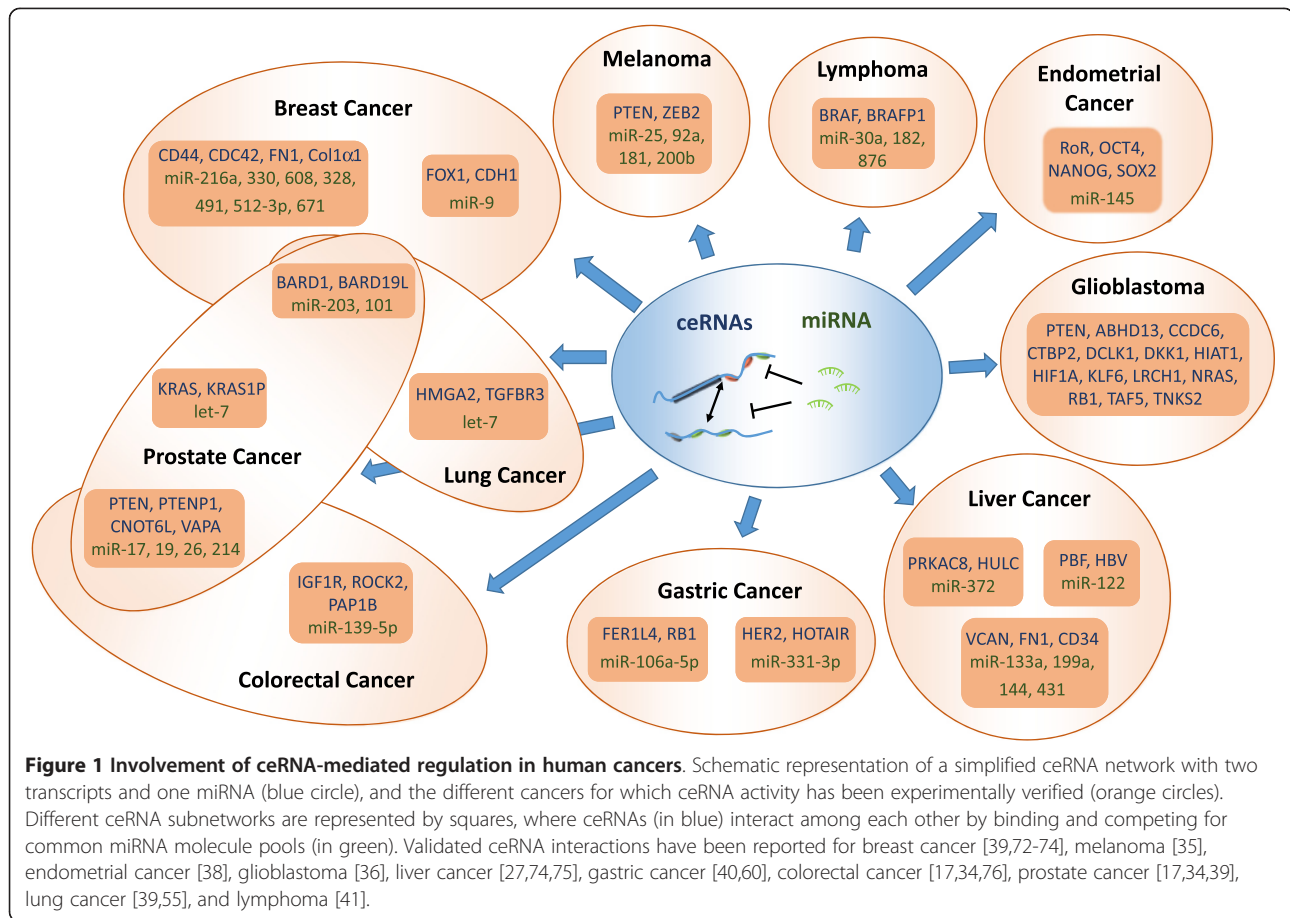 Melanoma
PTEN, ZEB2
miR-25, 92a,
181, 200b
Lymphoma
BRAF, BRAFP1
miR-30a, 182,
876
Endometrial
Cancer
RoR, OCT4,
NANOG, SOX2
miR-145
Breast Cancer
CD44, CDC42, FN1, Col1α1
miR-216a, 330, 608, 328,
491, 512-3p, 671
FOX1, CDH1
miR-9
BARD1, BARD19L
miR-203, 101
ceRNAs
miRNA
Glioblastoma
PTEN, ABHD13, CCDC6,
CTBP2, DCLK1, DKK1, HIAT1,
HIF1A, KLF6, LRCH1, NRAS,
RB1, TAF5, TNKS2
KRAS, KRAS1P
let-7
Prostate Cancer
HMGA2, TGFBR3
let-7
Lung Cancer
PTEN, PTENP1,
CNOT6L, VAPA
miR-17, 19, 26, 214
IGF1R, ROCK2,
PAP1B
miR-139-5p
Colorectal Cancer
Gastric Cancer
FER1L4, RB1
miR-106a-5p
HER2, HOTAIR
miR-331-3p
Liver Cancer
PRKAC8, HULC
miR-372
PBF, HBV
miR-122
VCAN, FN1, CD34
miR-133a, 199a,
144, 431
Figure 1 Involvement of ceRNA-mediated regulation in human cancers. Schematic representation of a simplified ceRNA network with two
transcripts and one miRNA (blue circle), and the different cancers for which ceRNA activity has been experimentally verified (orange circles).
Different ceRNA subnetworks are represented by squares, where ceRNAs (in blue) interact among each other by binding and competing for
common miRNA molecule pools (in green). Validated ceRNA interactions have been reported for breast cancer [39,72-74], melanoma [35],
endometrial cancer [38], glioblastoma [36], liver cancer [27,74,75], gastric cancer [40,60], colorectal cancer [17,34,76], prostate cancer [17,34,39],
lung cancer [39,55], and lymphoma [41].